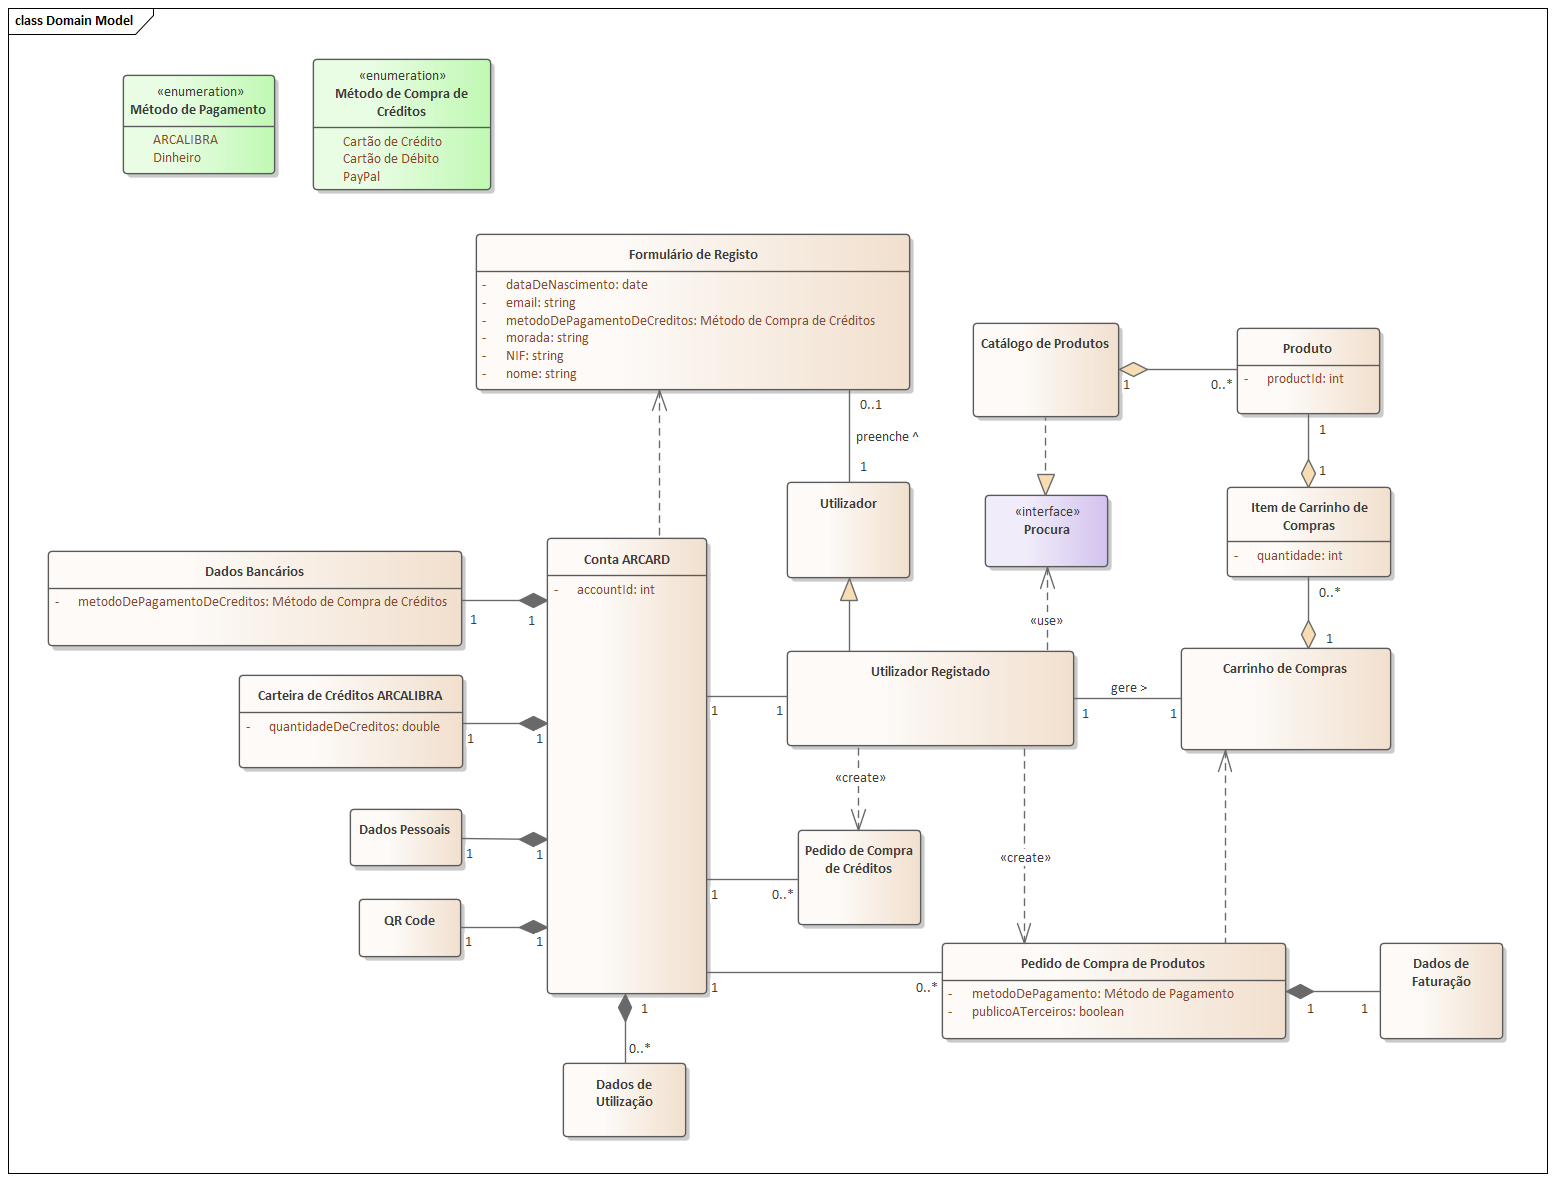 class Domain Model
«enumeration»
Método de Pagamento
ARCALIBRA
Dinheiro
«enumeration»
Método de Compra de
Créditos
Cartão de Crédito
Cartão de Débito
PayPal
Formulário de Registo
- dataDeNascimento: date
- email: string
- metodoDePagamentoDeCreditos: Método de Compra de Créditos
- morada: string
- NIF: string
- nome: string
0..1
preenche ^
1
Catálogo de Produtos
1
0..*
Produto
- productId: int
1
1
Utilizador
«interface»
Procura
«use»
Item de Carrinho de
Compras
- quantidade: int
0..*
1
Conta ARCARD
- accountId: int
Dados Bancários
- metodoDePagamentoDeCreditos: Método de Compra de Créditos
1
1
Carteira de Créditos ARCALIBRA
- quantidadeDeCreditos: double
1
1
Dados Pessoais
1
1
QR Code
1
1
1
0..*
Dados de
Utilização
Utilizador Registado
1
1
gere >
1
1
Carrinho de Compras
«create»
«create»
Pedido de Compra
de Créditos
1
0..*
1
0..*
Pedido de Compra de Produtos
- metodoDePagamento: Método de Pagamento
- publicoATerceiros: boolean
1
1
Dados de
Faturação